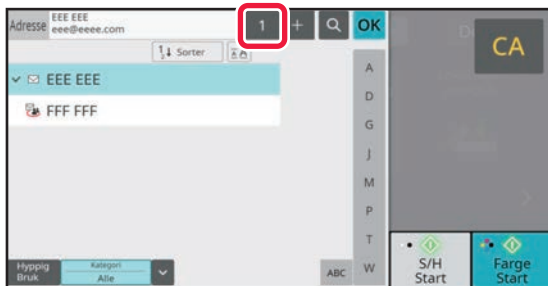 Adresse
EEE EEE
eee@eeee.com
1
+
OK
CA
Sorter
EEE EEE
FFF FFF
A
D
G
J
M
P
T
W
Hyppig
Bruk
Kategori
Alle
ABC
S/H
Start
Farge
Start